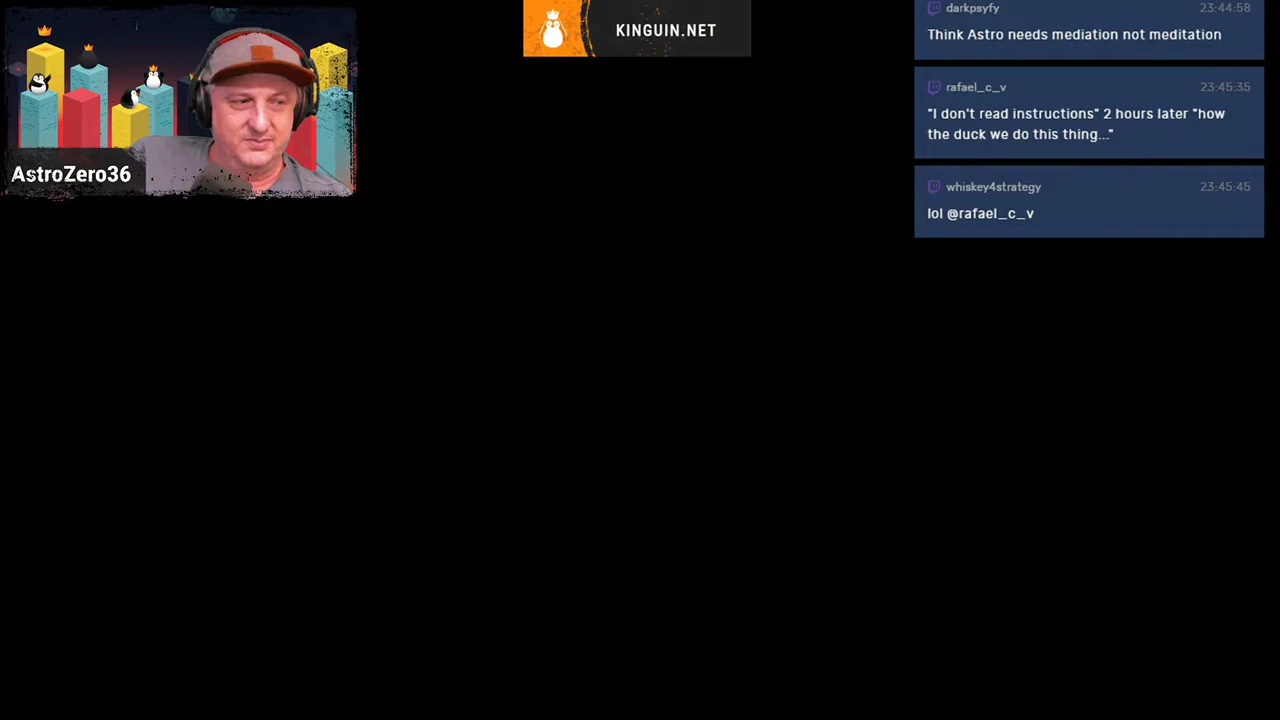 KINGUIN.NET
AstroZero36
darkpsyfy 23:44:58
Think Astro needs mediation not meditation
rafael_c_v 23:45:35
"I don't read instructions" 2 hours later "how
the duck we do this thing..."
whiskey4strategy 23:45:45
lol @rafael_c_v